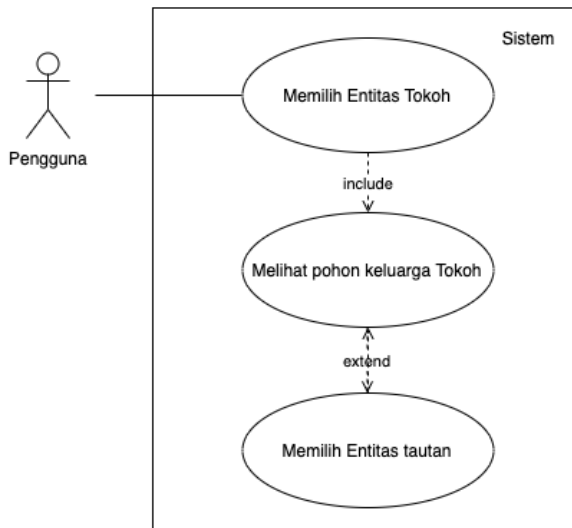 Sistem
Memilih Entitas Tokoh
Pengguna
include
Melihat pohon keluarga Tokoh
extend
Memilih Entitas tautan